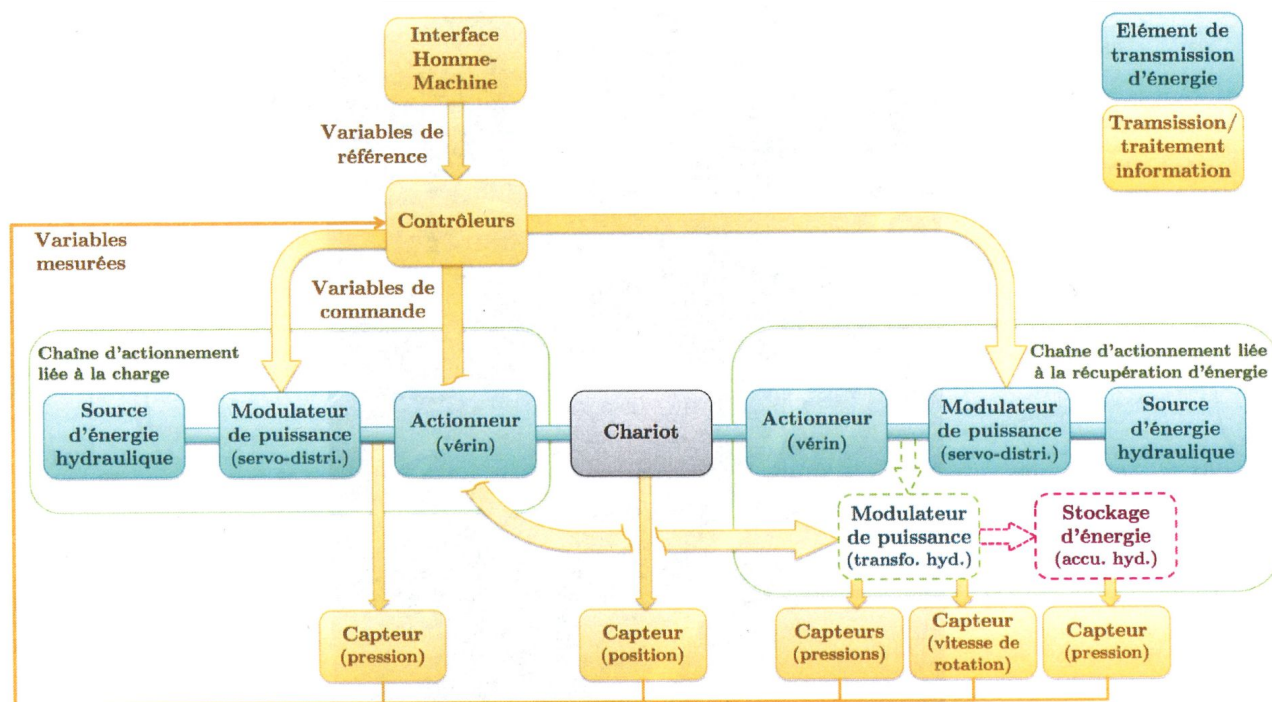 Interface
Homme-
Machine
Elément de
transmission
d'énergie
Tramsission/
traitement
information
Variables de
référence
Contrôleurs
Variables
mesurées
Variables de
commande
Chaîne d'actionnement
liée à la charge
Chaîne d'actionnement liée
à la récupération d'énergie
Source
d'énergie
hydraulique
Modulateur
de puissance
(servo-distri.)
Actionneur
(vérin)
Chariot
Actionneur
(vérin)
Modulateur
de puissance
(servo-distri.)
Source
d'énergie
hydraulique
Modulateur
de puissance
(transfo. hyd.)
Stockage
d'énergie
(accu. hyd.)
Capteur
(pression)
Capteur
(position)
Capteurs
(pressions)
Capteur
(vitesse de
rotation)
Capteur
(pression)